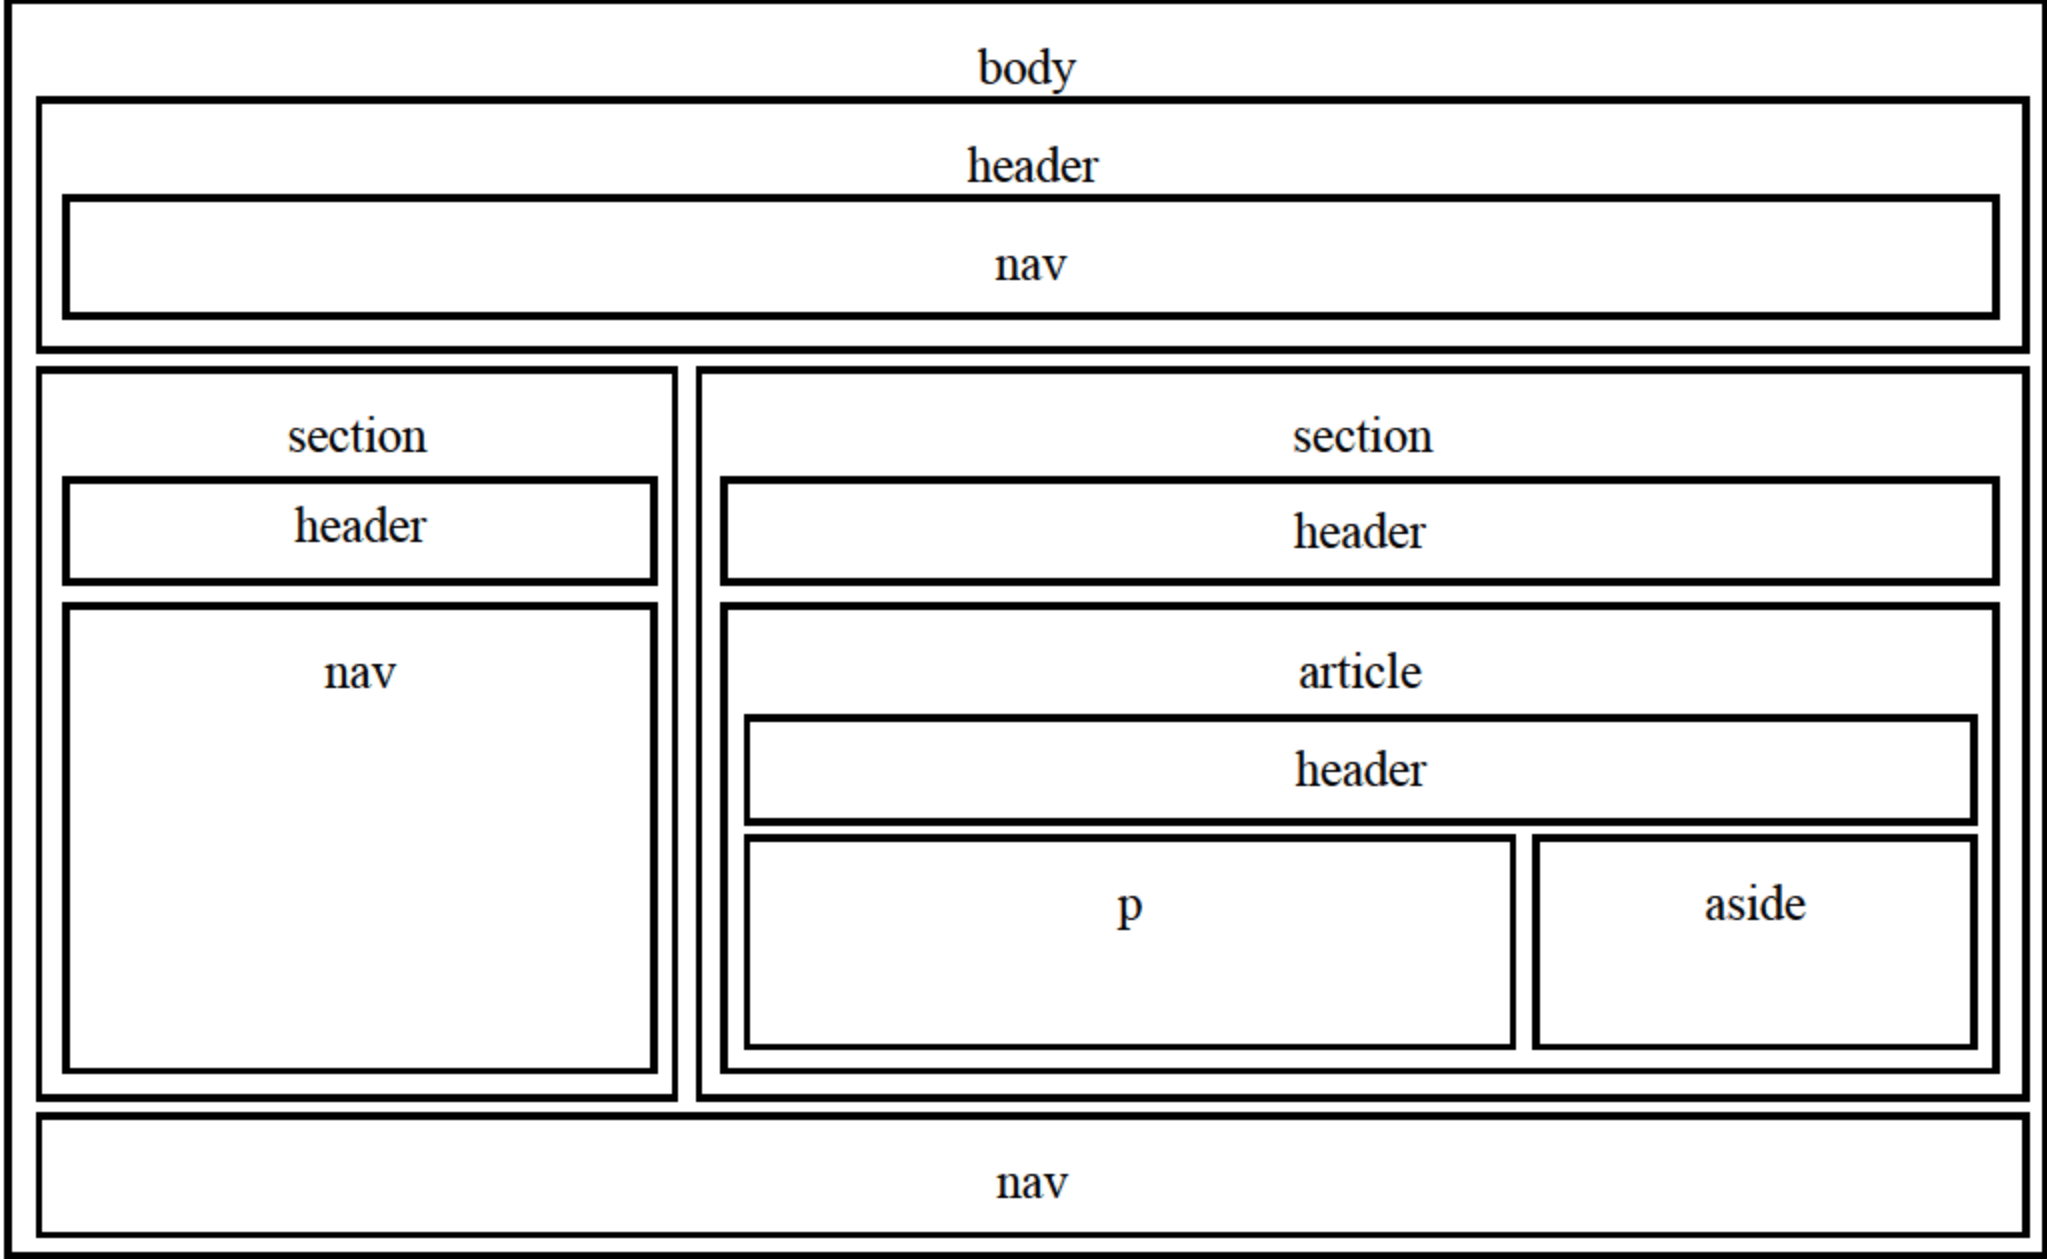 body
header
nav
section
header
nav
section
header
article
header
p
aside
nav